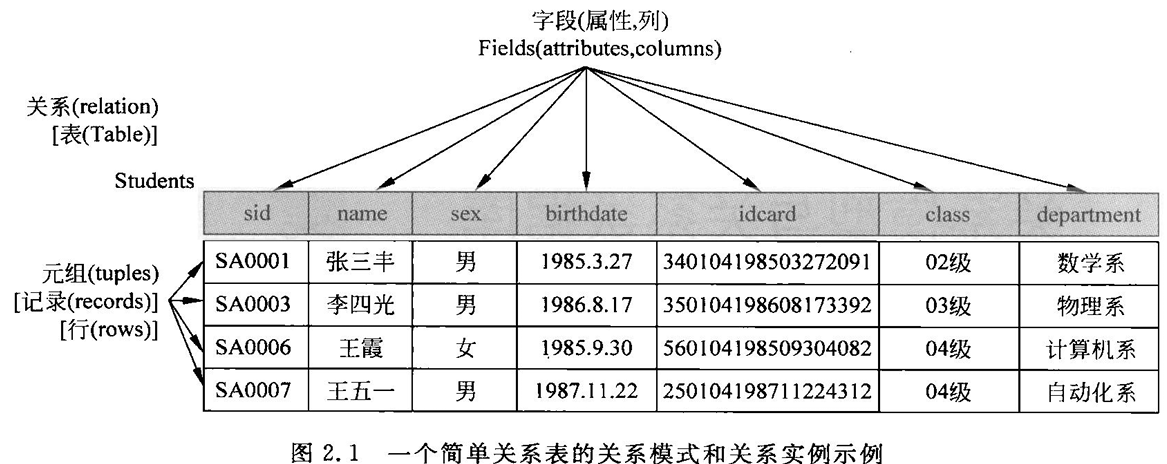 字段(属性,列)
Fields(attributes,columns)
关系(relation)
[表(Table)]
Students
sid name sex birthdate idcard class department
元组(tuples)
[记录(records)]
[行(rows)]
SA0001 张三丰 男 1985.3.27 340104198503272091 02级 数学系
SA0003 李四光 男 1986.8.17 350104198608173392 03级 物理系
SA0006 王霞 女 1985.9.30 560104198509304082 04级 计算机系
SA0007 王五一 男 1987.11.22 250104198711224312 04级 自动化系
图 2.1 一个简单关系表的关系模式和关系实例示例